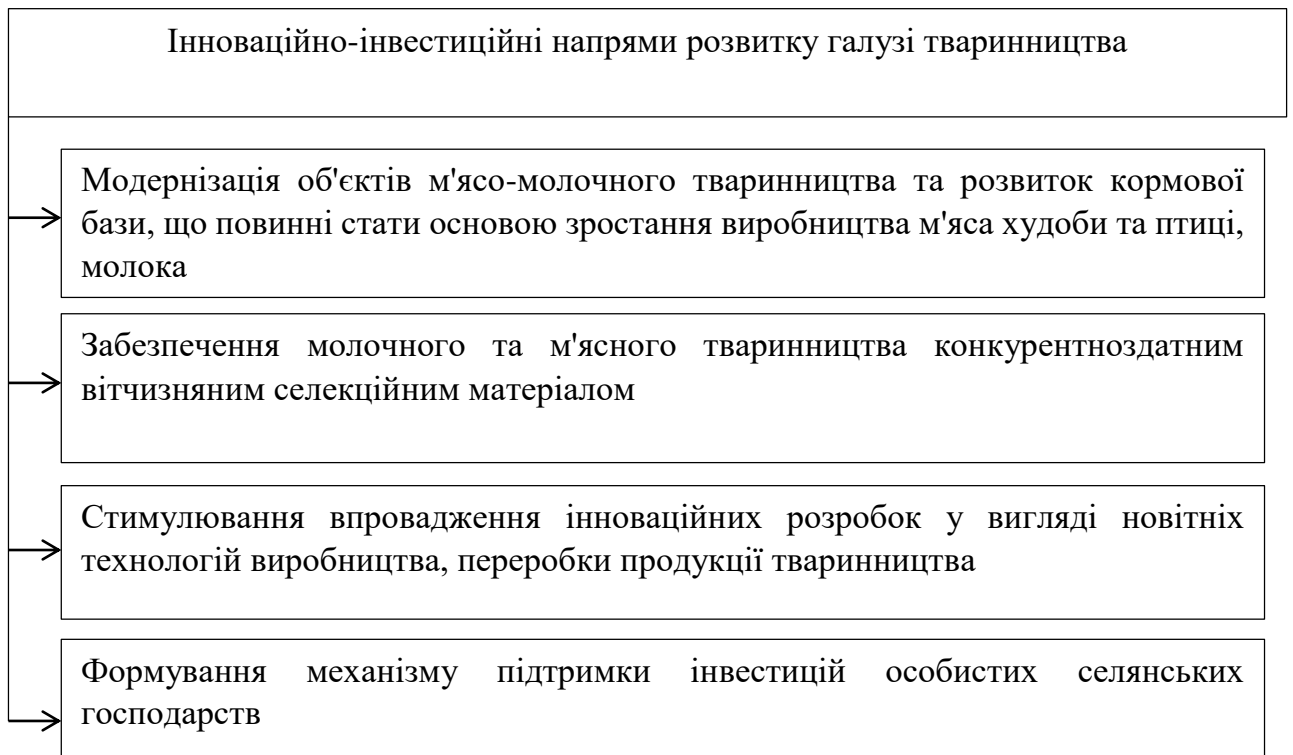 Інноваційно-інвестиційні напрями розвитку галузі тваринництва
Модернізація об'єктів м'ясо-молочного тваринництва та розвиток кормової
бази, що повинні стати основою зростання виробництва м'яса худоби та птиці,
молока
Забезпечення молочного та м'ясного тваринництва конкурентноздатним
вітчизняним селекційним матеріалом
Стимулювання впровадження інноваційних розробок у вигляді новітніх
технологій виробництва, переробки продукції тваринництва
Формування механізму підтримки інвестицій особистих селянських
господарств